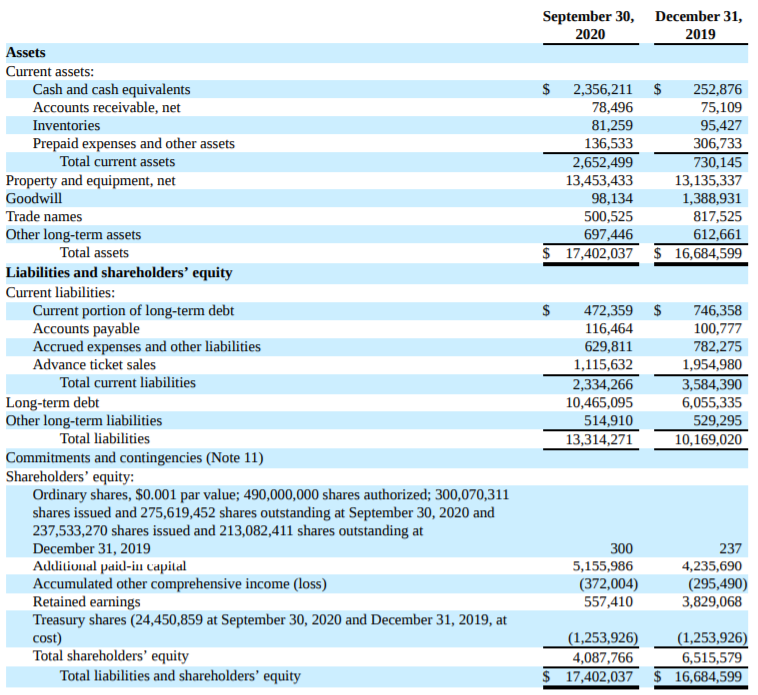 September 30, December 31,
2020 2019
Assets
Current assets:
Cash and cash equivalents $ 2,356,211 $ 252,876
Accounts receivable, net 78,496 75,109
Inventories 81,259 95,427
Prepaid expenses and other assets 136,533 306,733
Total current assets 2,652,499 730,145
Property and equipment, net 13,453,433 13,135,337
Goodwill 98,134 1,388,931
Trade names 500,525 817,525
Other long-term assets 697,446 612,661
Total assets $ 17,402,037 $ 16,684,599
Liabilities and shareholders’ equity
Current liabilities:
Current portion of long-term debt $ 472,359 $ 746,358
Accounts payable 116,464 100,777
Accrued expenses and other liabilities 629,811 782,275
Advance ticket sales 1,115,632 1,954,980
Total current liabilities 2,334,266 3,584,390
Long-term debt 10,465,095 6,055,335
Other long-term liabilities 514,910 529,295
Total liabilities 13,314,271 10,169,020
Commitments and contingencies (Note 11)
Shareholders’ equity:
Ordinary shares, $0.001 par value; 490,000,000 shares authorized; 300,070,311
shares issued and 275,619,452 shares outstanding at September 30, 2020 and
237,533,270 shares issued and 213,082,411 shares outstanding at
December 31, 2019 300 237
Additional paid-in capital 5,155,986 4,235,690
Accumulated other comprehensive income (loss) (372,004) (295,490)
Retained earnings 557,410 3,829,068
Treasury shares (24,450,859 at September 30, 2020 and December 31, 2019, at
cost) (1,253,926) (1,253,926)
Total shareholders’ equity 4,087,766 6,515,579
Total liabilities and shareholders’ equity $ 17,402,037 $ 16,684,599